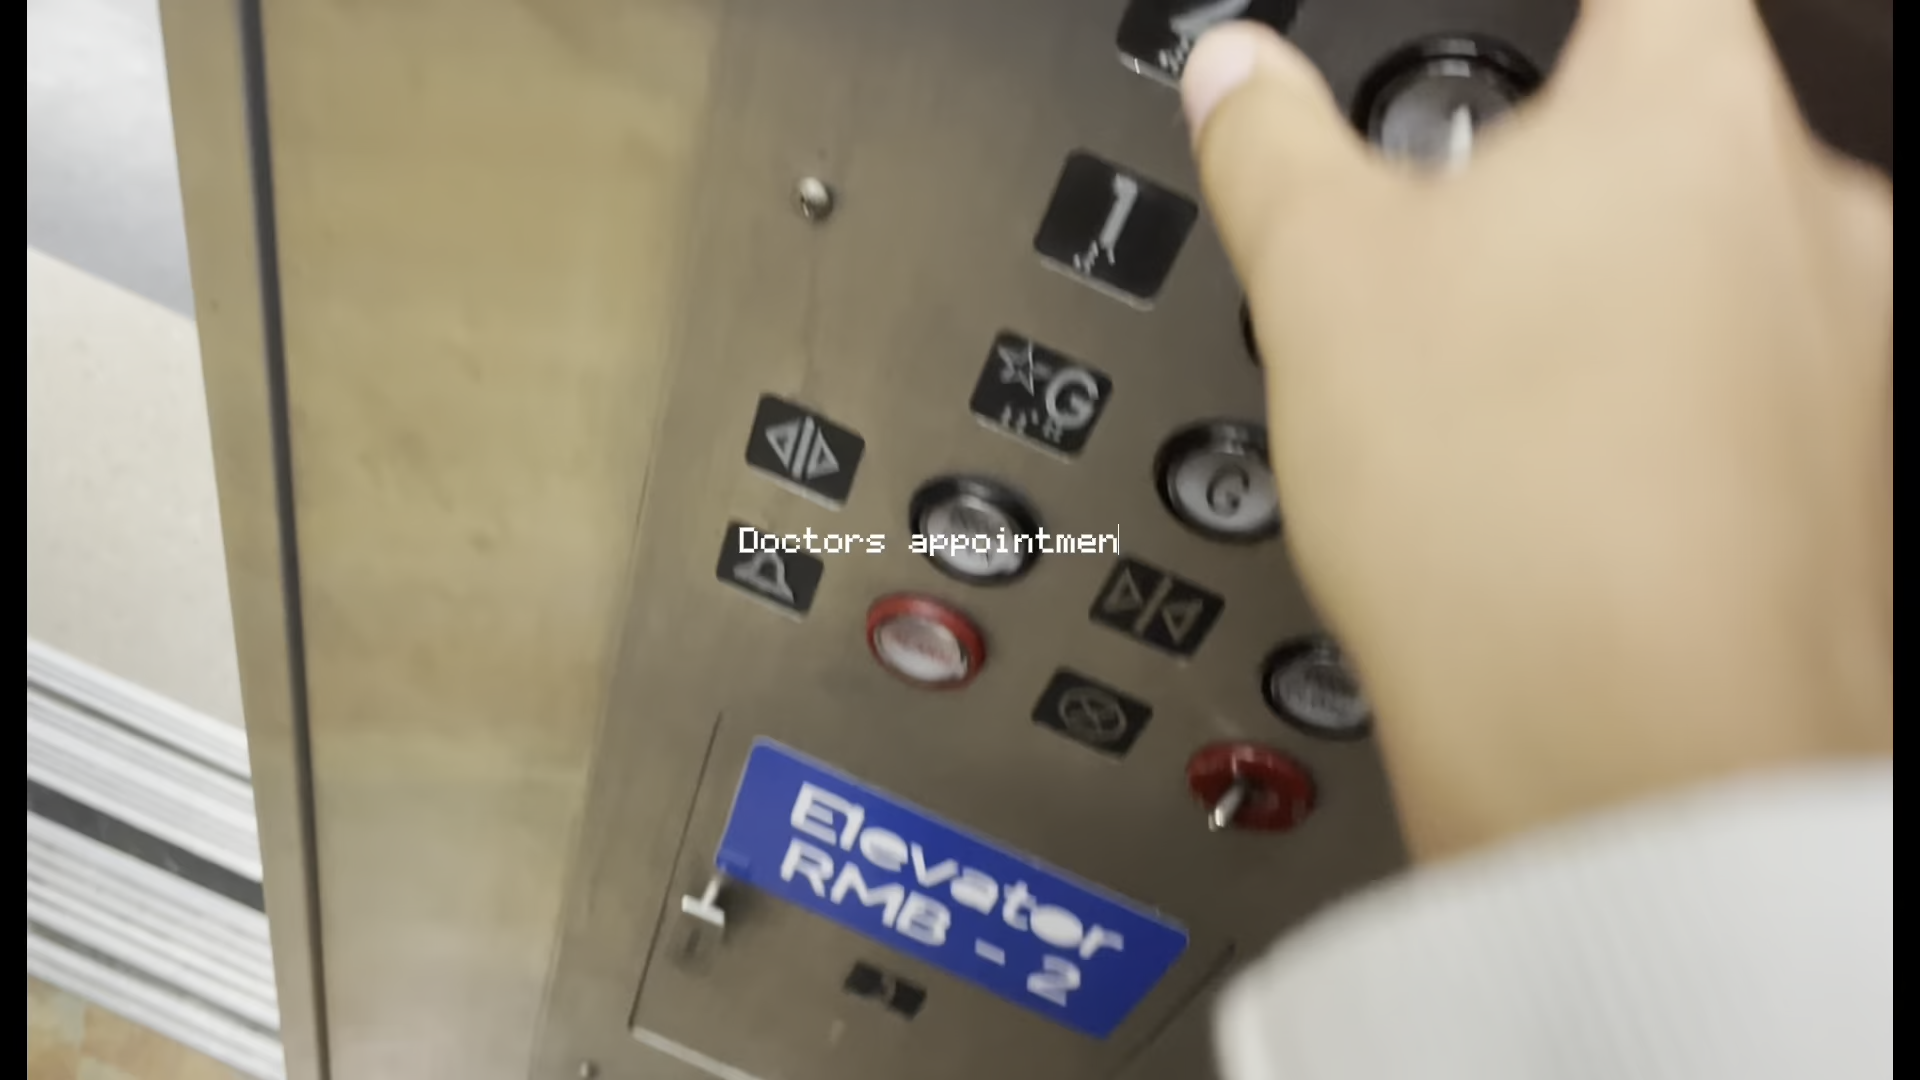 1
☆G
G
Doctors appointmen
Elevator
RMB - 2